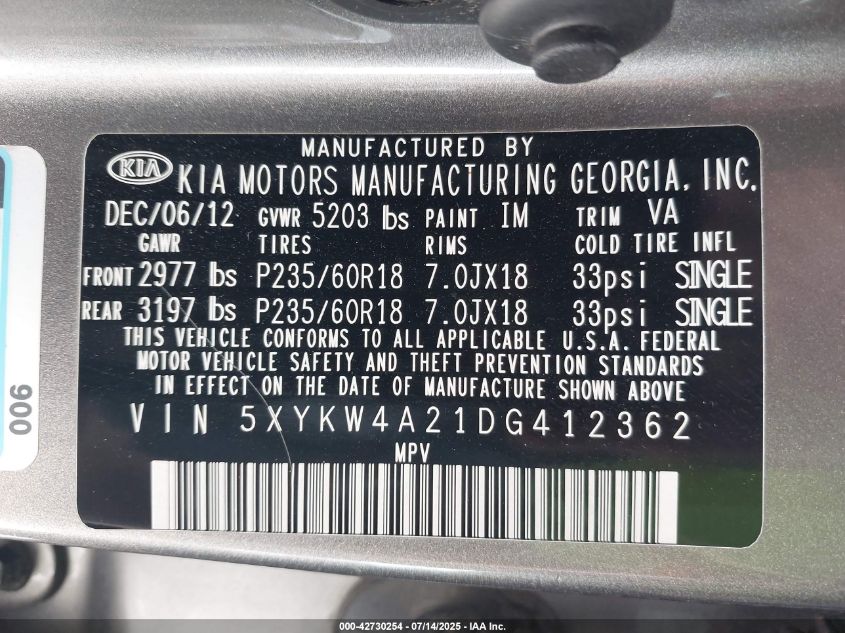 MANUFACTURED BY
KIA KIA MOTORS MANUFACTURING GEORGIA, INC.
DEC/06/12 GVWR 5203 lbs PAINT IM TRIM VA
GAWR TIRES RIMS COLD TIRE INFL
FRONT 2977 lbs P235/60R18 7.0JX18 33psi SINGLE
REAR 3197 lbs P235/60R18 7.0JX18 33psi SINGLE
THIS VEHICLE CONFORMS TO ALL APPLICABLE U.S.A. FEDERAL
MOTOR VEHICLE SAFETY AND THEFT PREVENTION STANDARDS
IN EFFECT ON THE DATE OF MANUFACTURE SHOWN ABOVE
VIN 5XYKW4A21DG412362
MPV
006
000-42730254 - 07/14/2025 - IAA Inc.